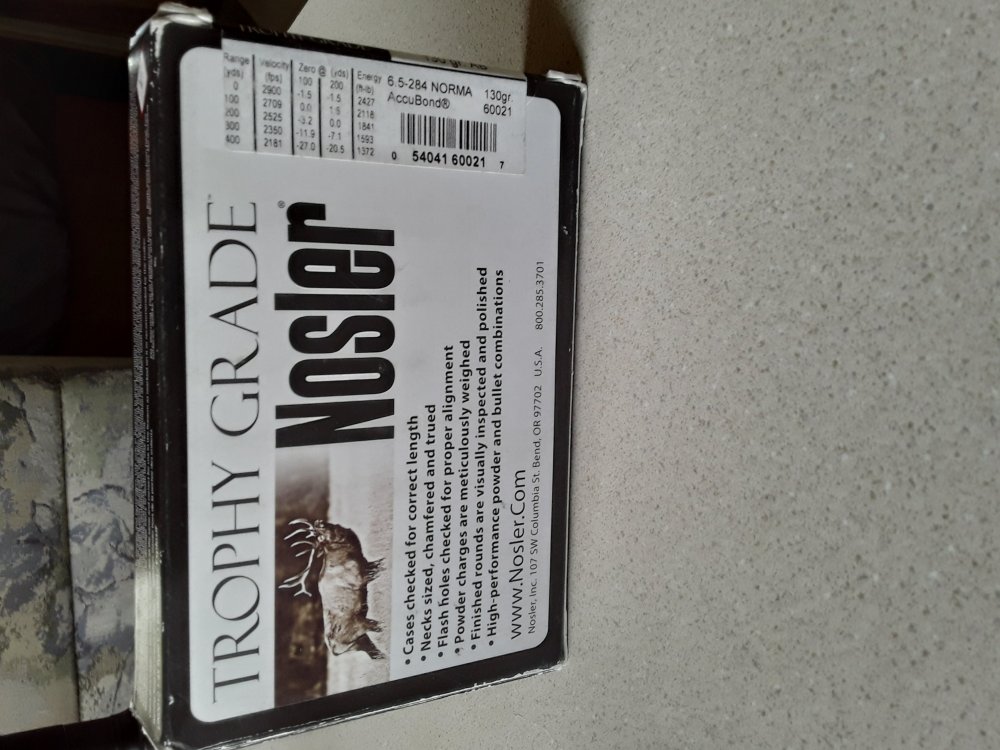 TROPHY GRADE™
Nosler®
• Cases checked for correct length
• Necks sized, chamfered and trued
• Flash holes checked for proper alignment
• Powder charges are meticulously weighed
• Finished rounds are visually inspected and polished
• High-performance powder and bullet combinations
www.Nosler.Com
Nosler, Inc. 107 SW Columbia St. Bend, OR 97702 U.S.A. 800.285.3701
Range Velocity Zero @ (yds) Energy
(yds) (fps) 100 200 (ft-lb)
0 2900 -1.5 -1.5 2427
100 2709 0.0 1.6 2118
200 2525 -3.2 0.0 1841
300 2350 -11.9 -7.1 1593
400 2181 -27.0 -20.5 1372
6.5-284 NORMA 130gr.
AccuBond® 60021
0 54041 60021 7